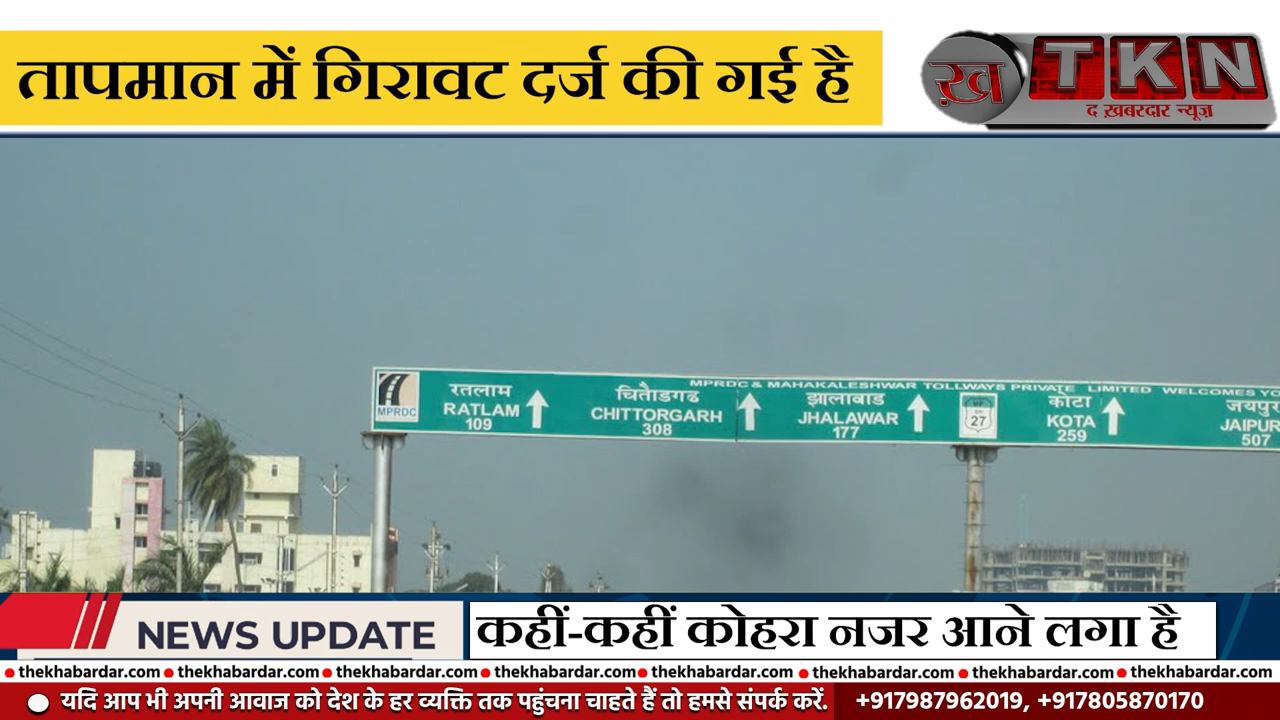 तापमान में गिरावट दर्ज की गई है
ख़ TKN
द ख़बरदार न्यूज़
MPRDC & MAHAKALESHWAR TOLLWAYS PRIVATE LIMITED WELCOMES YO
MPRDC
रतलाम
RATLAM
109
चितौडगढ
CHITTORGARH
308
झालावाड
JHALAWAR
177
27
कोटा
KOTA
259
जयपुर
JAIPUR
507
NEWS UPDATE
कहीं-कहीं कोहरा नजर आने लगा है
thekhabardar.com thekhabardar.com thekhabardar.com thekhabardar.com thekhabardar.com thekhabardar.com thekhabardar.com thekhabardar.com
यदि आप भी अपनी आवाज को देश के हर व्यक्ति तक पहुंचना चाहते हैं तो हमसे संपर्क करें. +917987962019, +917805870170